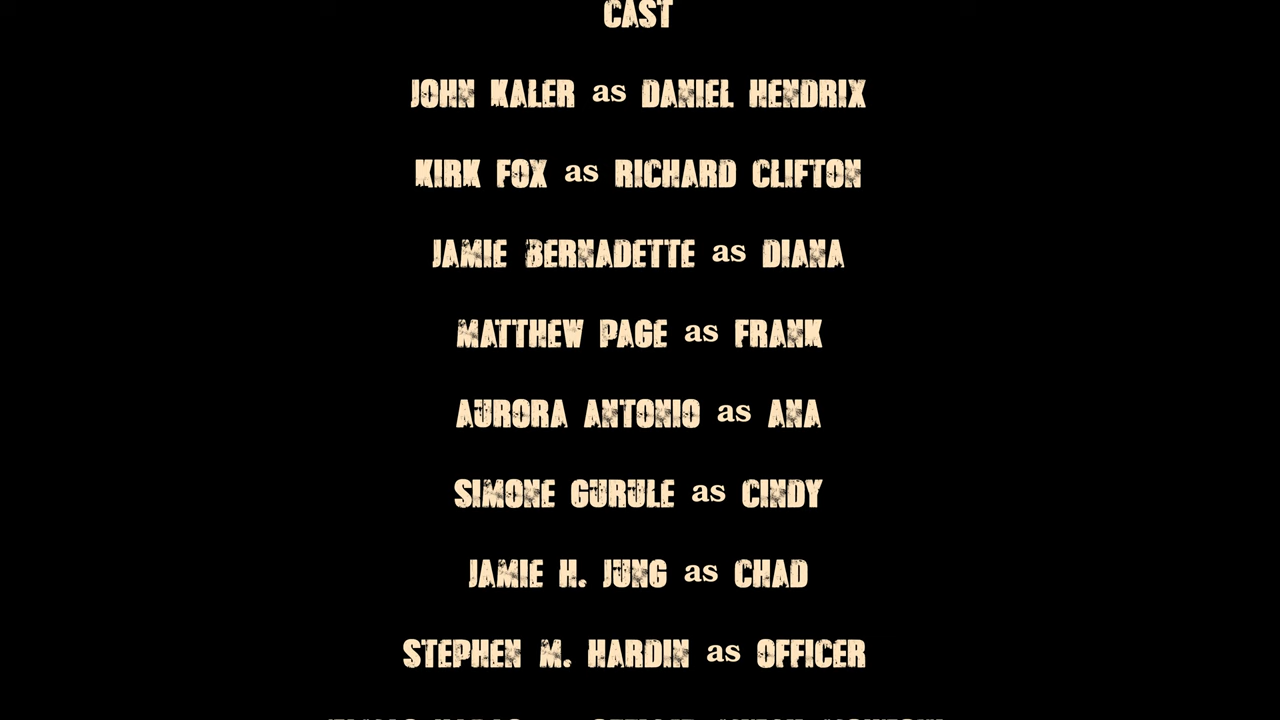 CAST
JOHN KALER as DANIEL HENDRIX
KIRK FOX as RICHARD CLIFTON
JAMIE BERNADETTE as DIANA
MATTHEW PAGE as FRANK
AURORA ANTONIO as ANA
SIMONE GURULE as CINDY
JAMIE H. JUNG as CHAD
STEPHEN M. HARDIN as OFFICER